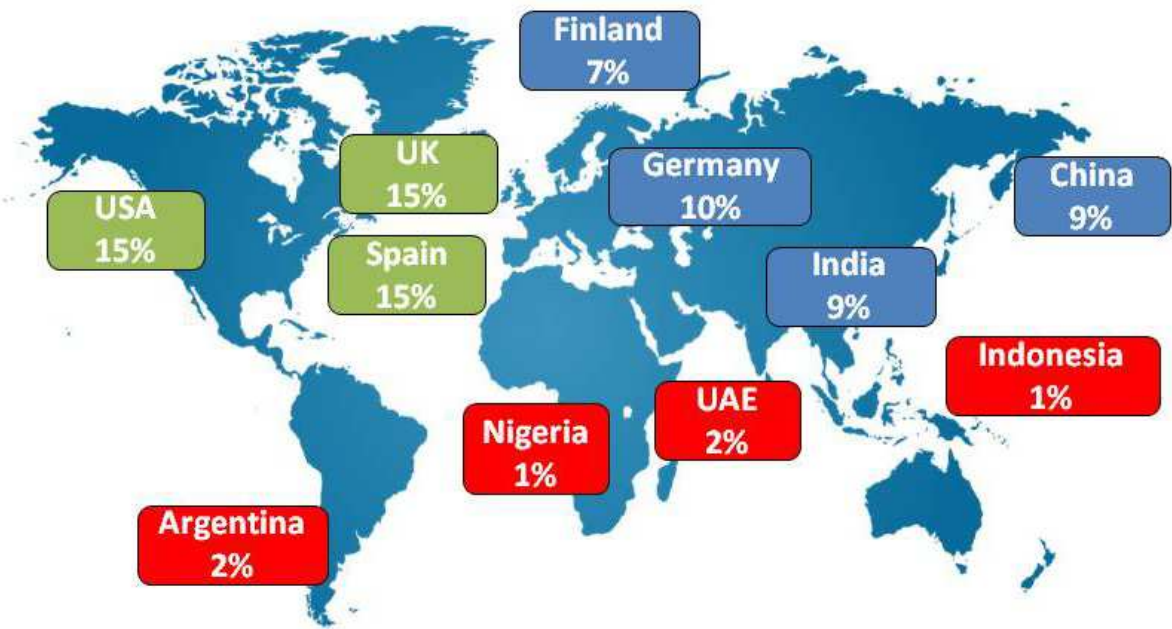 Finland
7%
UK
15%
Germany
10%
China
9%
USA
15%
Spain
15%
India
9%
Indonesia
1%
UAE
2%
Nigeria
1%
Argentina
2%